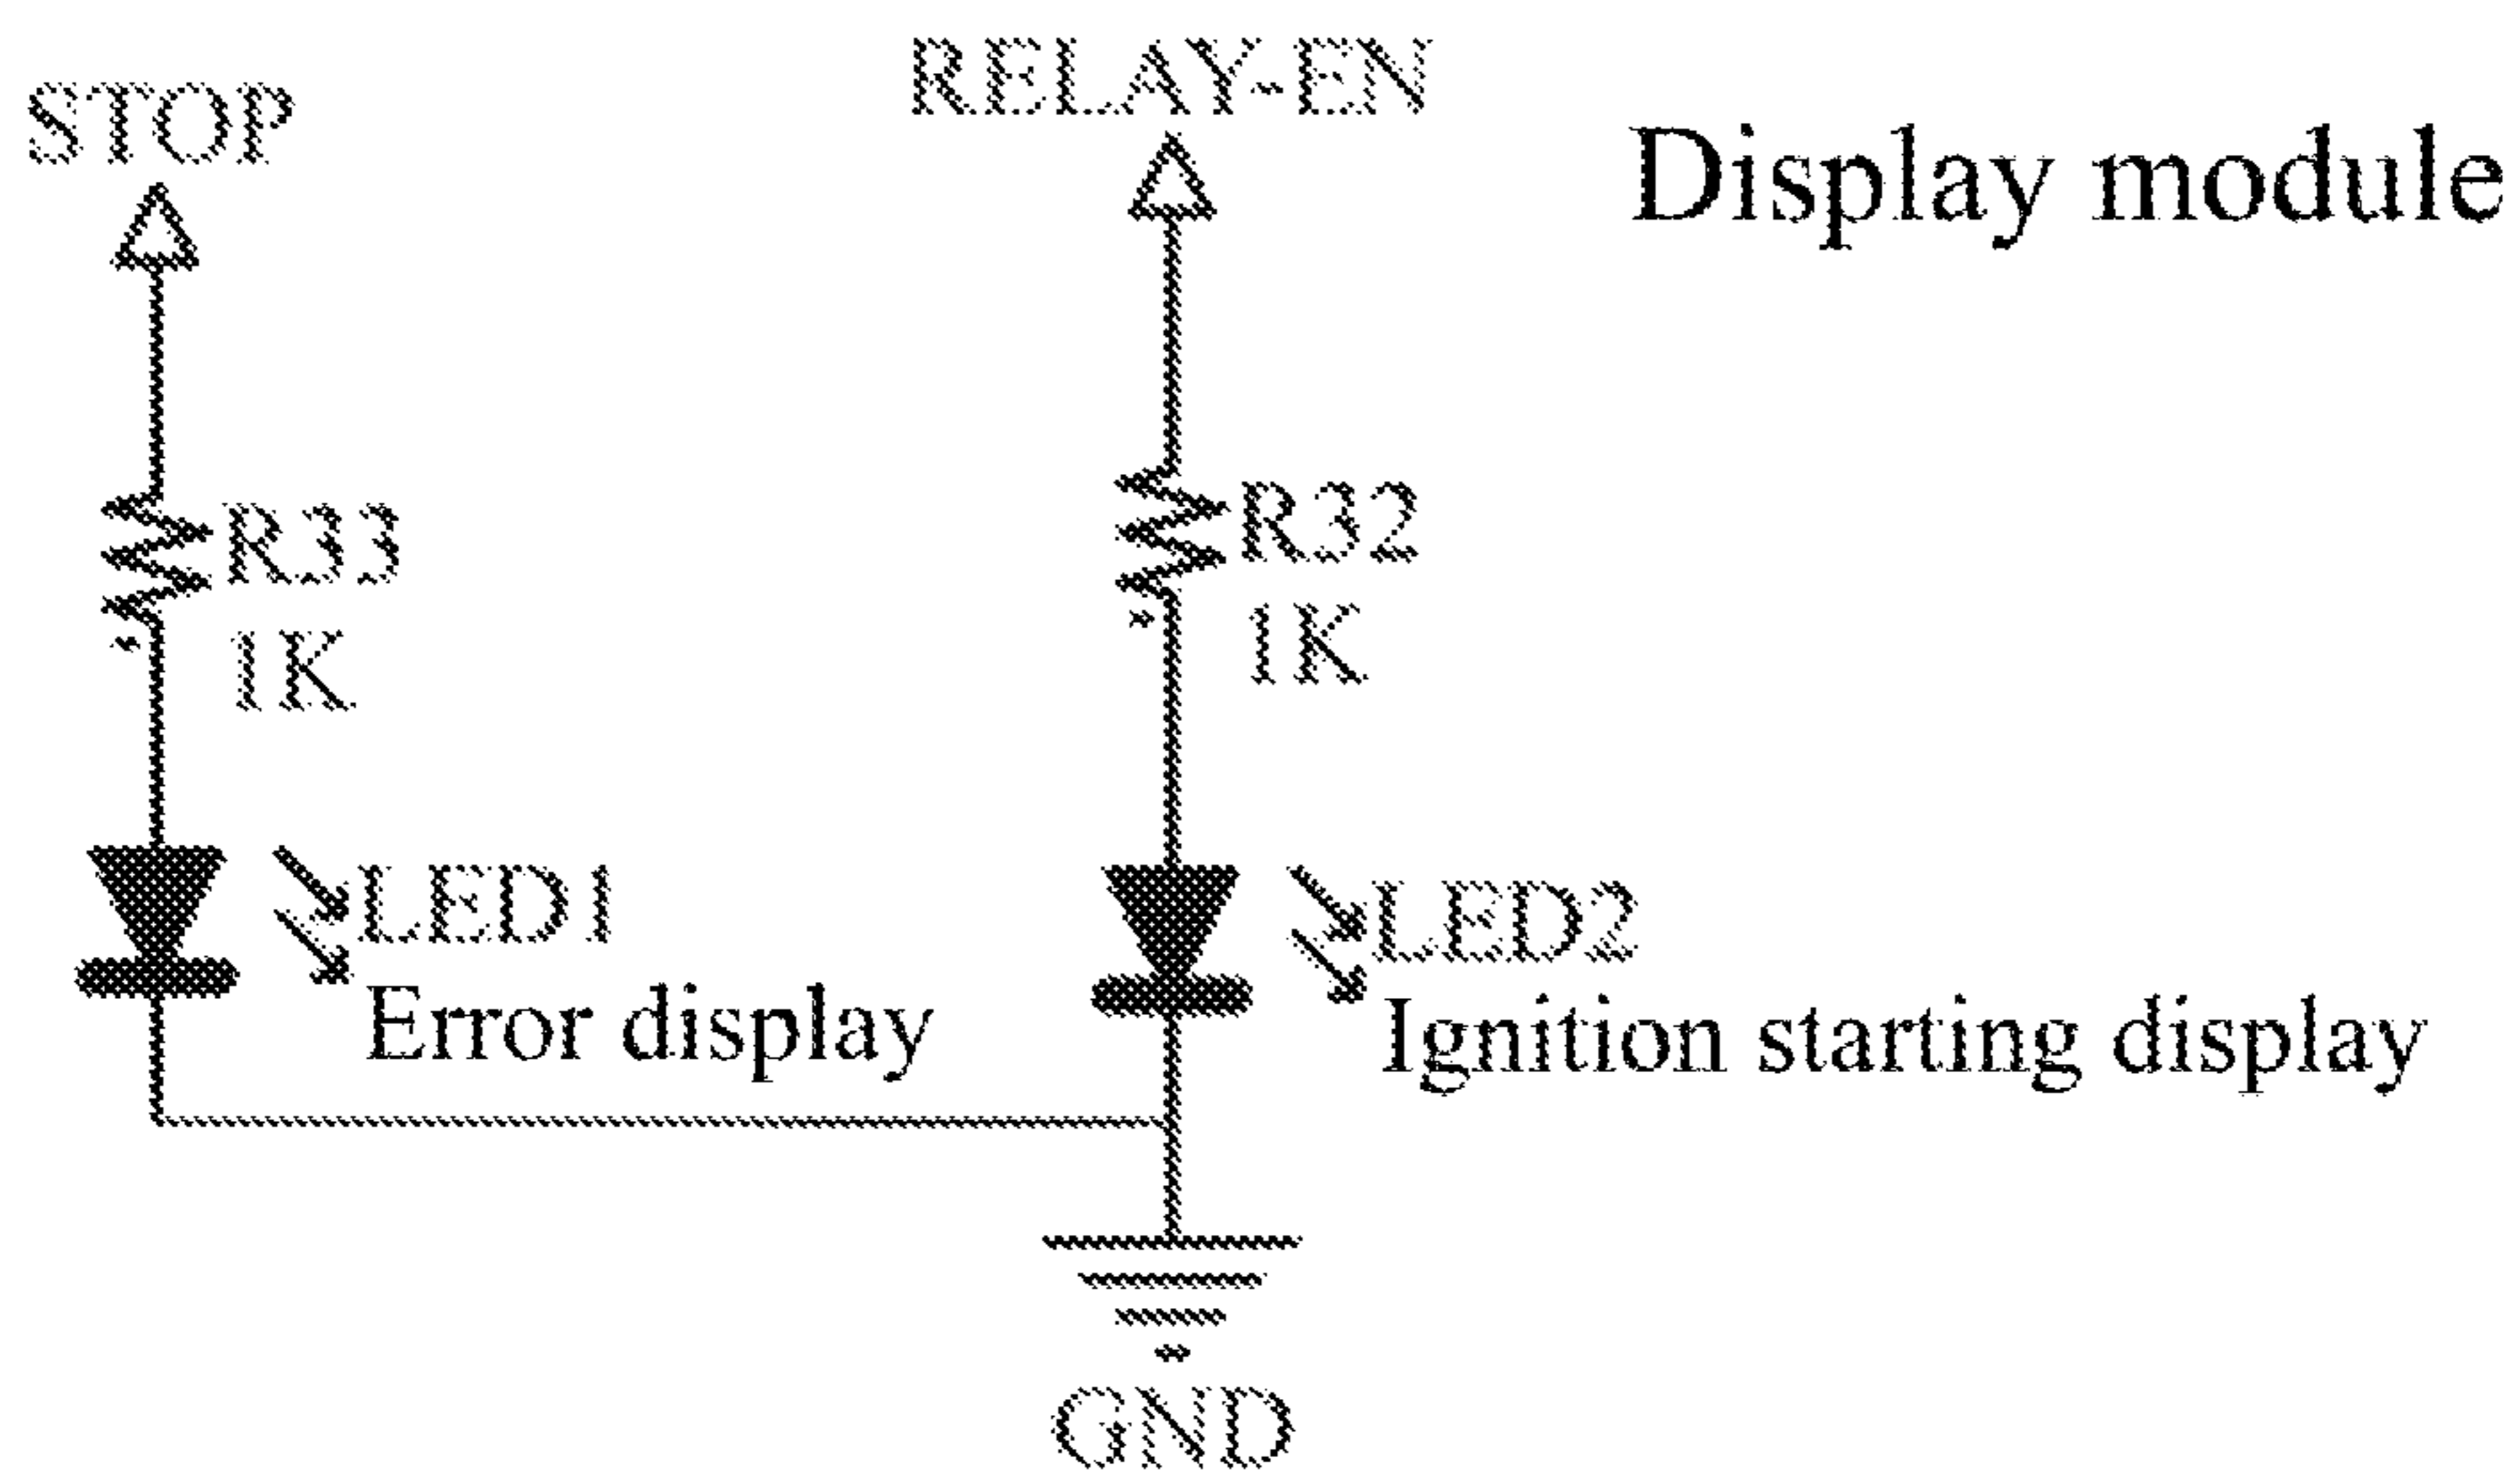 STOP
RELAY-EN
Display module
R33
1K
R32
1K
LED1
Error display
LED2
Ignition starting display
GND